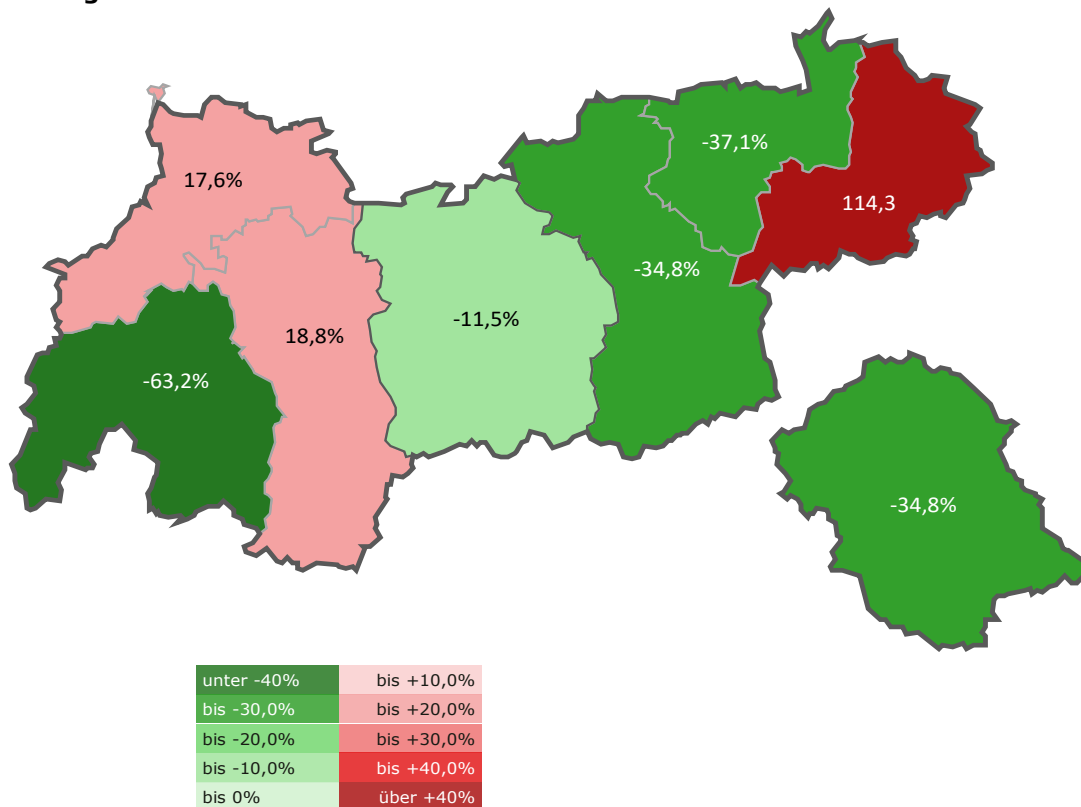 17,6%
-37,1%
114,3
-34,8%
-11,5%
18,8%
-63,2%
-34,8%
unter -40% bis +10,0%
bis -30,0% bis +20,0%
bis -20,0% bis +30,0%
bis -10,0% bis +40,0%
bis 0% über +40%